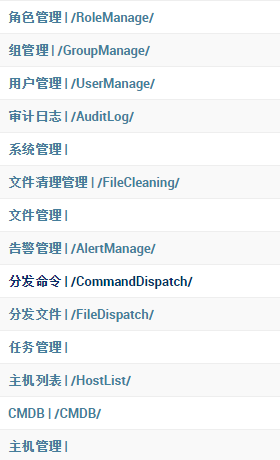 角色管理 | /RoleManage/
组管理 | /GroupManage/
用户管理 | /UserManage/
审计日志 | /AuditLog/
系统管理 |
文件清理管理 | /FileCleaning/
文件管理 |
告警管理 | /AlertManage/
分发命令 | /CommandDispatch/
分发文件 | /FileDispatch/
任务管理 |
主机列表 | /HostList/
CMDB | /CMDB/
主机管理 |